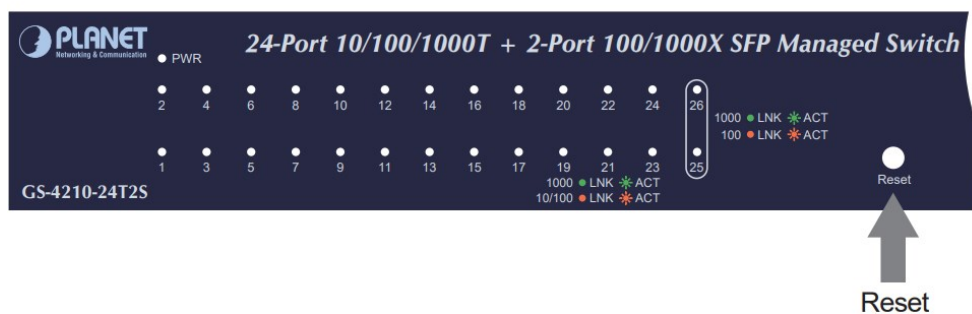 PLANET
Networking & Communication
24-Port 10/100/1000T + 2-Port 100/1000X SFP Managed Switch
PWR
2 4 6 8 10 12 14 16 18 20 22 24 26
1000 LNK ACT
100 LNK ACT
1 3 5 7 9 11 13 15 17 19 21 23 25
1000 LNK ACT
10/100 LNK ACT
GS-4210-24T2S
Reset
Reset